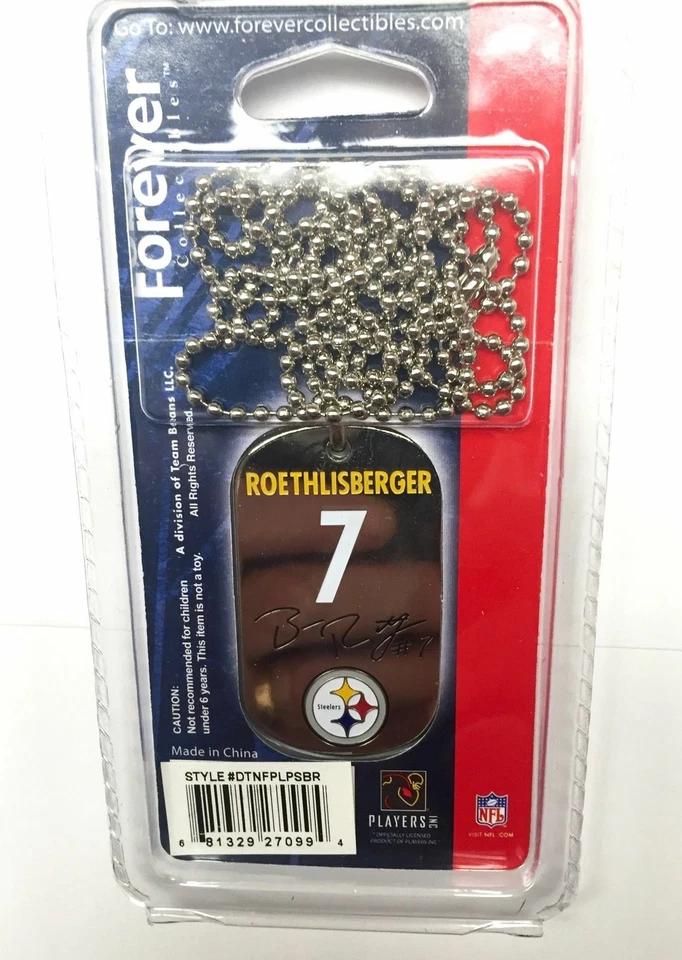 Go To: www.forevercollectibles.com
Forever™
Collectibles
A division of Team Beans LLC.
All Rights Reserved.
CAUTION:
Not recommended for children
under 6 years. This item is not a toy.
ROETHLISBERGER
7
#7
Steelers
Made in China
STYLE #DTNFPLPSBR
6 81329 27099 4
PLAYERS INC
OFFICIALLY LICENSED
PRODUCT OF PLAYERS INC
NFL
VISIT NFL.COM